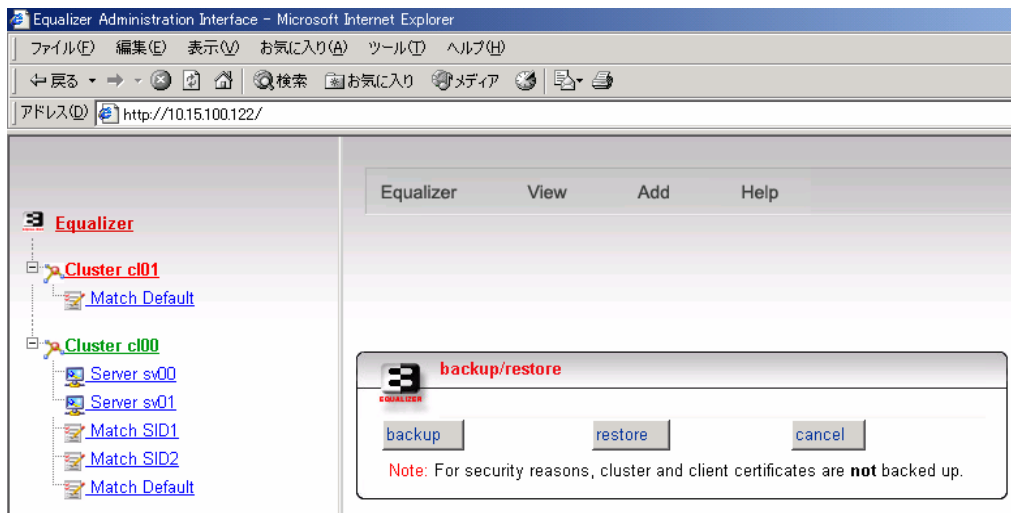 Equalizer Administration Interface - Microsoft Internet Explorer
ファイル(F) 編集(E) 表示(V) お気に入り(A) ツール(T) ヘルプ(H)
戻る 検索 お気に入り メディア
アドレス(D) http://10.15.100.122/
Equalizer View Add Help
Equalizer
Cluster cl01
Match Default
Cluster cl00
Server sv00
Server sv01
Match SID1
Match SID2
Match Default
EQUALIZER
backup/restore
backup restore cancel
Note: For security reasons, cluster and client certificates are not backed up.